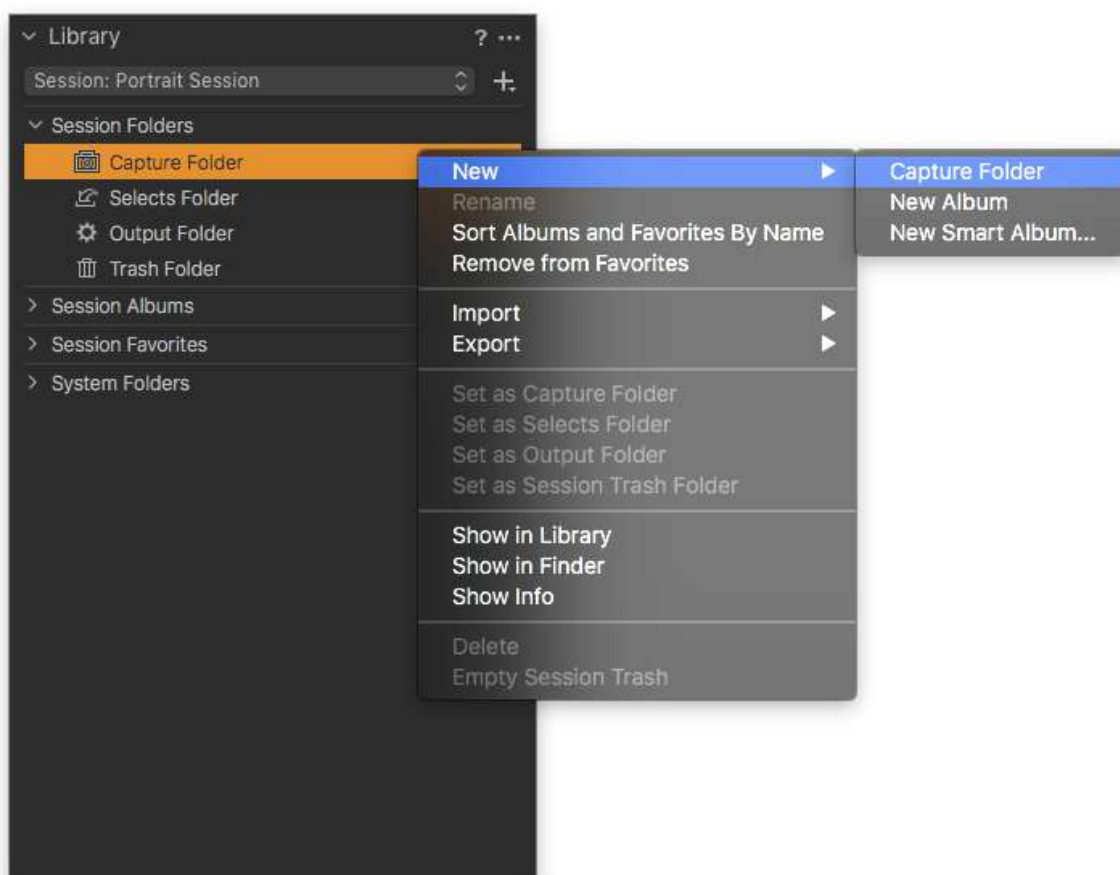 Library
?
Session: Portrait Session
Session Folders
Capture Folder
Selects Folder
Output Folder
Trash Folder
Session Albums
Session Favorites
System Folders
New
Rename
Sort Albums and Favorites By Name
Remove from Favorites
Import
Export
Set as Capture Folder
Set as Selects Folder
Set as Output Folder
Set as Session Trash Folder
Show in Library
Show in Finder
Show Info
Delete
Empty Session Trash
Capture Folder
New Album
New Smart Album...